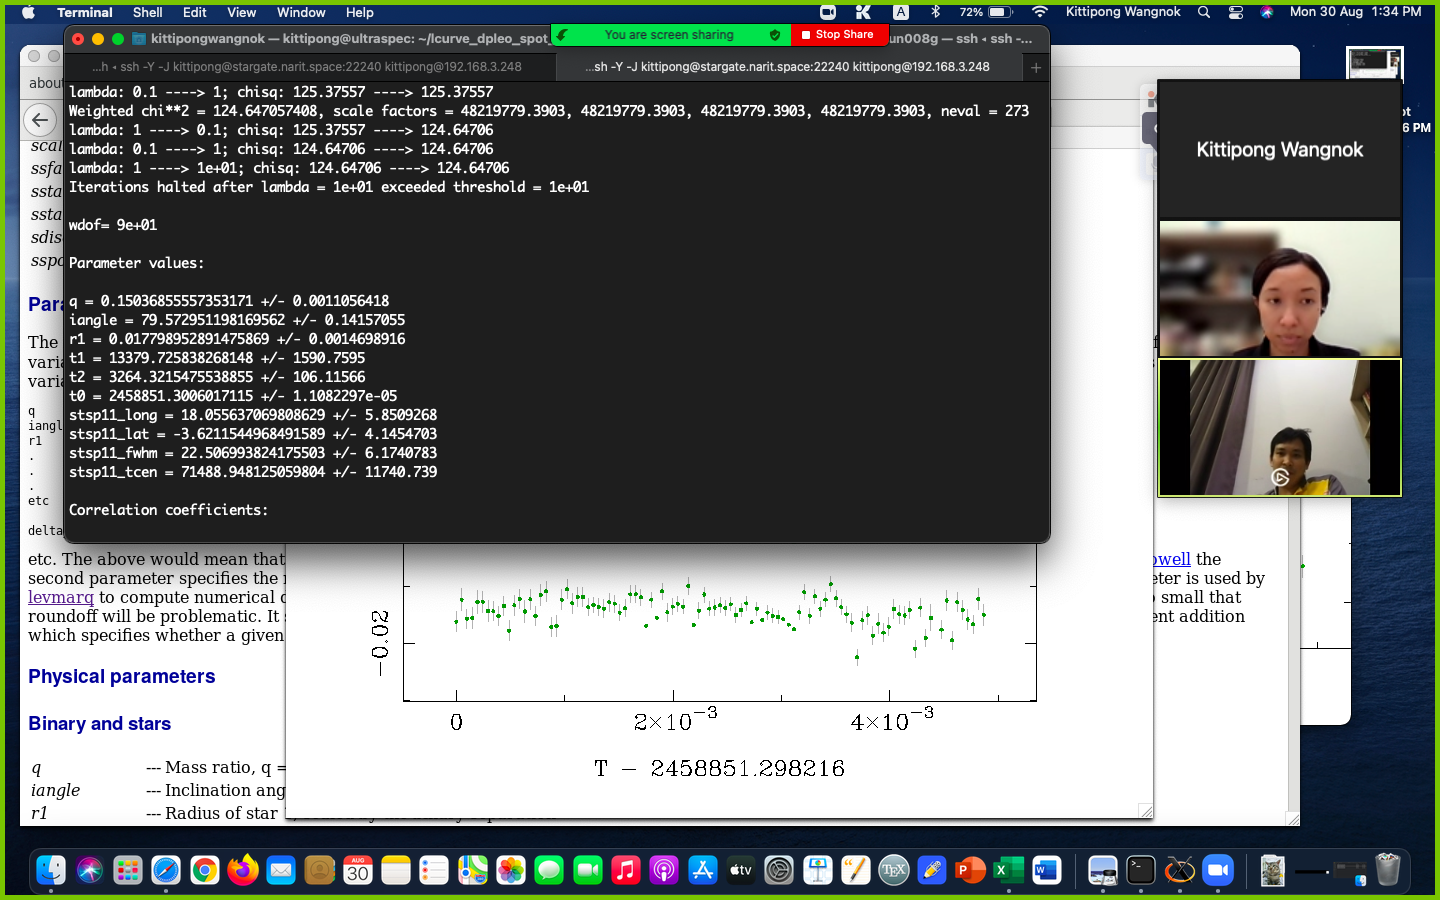 Terminal Shell Edit View Window Help
72% Kittipong Wangnok Mon 30 Aug 1:34 PM
kittipongwangnok — kittipong@ultraspec: ~/lcurve_dpleo_spot_
You are screen sharing
Stop Share
un008g — ssh ◂ ssh -...
...h ◂ ssh -Y -J kittipong@stargate.narit.space:22240 kittipong@192.168.3.248
...sh -Y -J kittipong@stargate.narit.space:22240 kittipong@192.168.3.248
lambda: 0.1 ----> 1; chisq: 125.37557 ----> 125.37557
Weighted chi**2 = 124.647057408, scale factors = 48219779.3903, 48219779.3903, 48219779.3903, 48219779.3903, neval = 273
lambda: 1 ----> 0.1; chisq: 125.37557 ----> 124.64706
lambda: 0.1 ----> 1; chisq: 124.64706 ----> 124.64706
lambda: 1 ----> 1e+01; chisq: 124.64706 ----> 124.64706
Iterations halted after lambda = 1e+01 exceeded threshold = 1e+01
wdof= 9e+01
Parameter values:
q = 0.15036855557353171 +/- 0.0011056418
iangle = 79.572951198169562 +/- 0.14157055
r1 = 0.017798952891475869 +/- 0.0014698916
t1 = 13379.725838268148 +/- 1590.7595
t2 = 3264.3215475538855 +/- 106.11566
t0 = 2458851.3006017115 +/- 1.1082297e-05
stsp11_long = 18.055637069808629 +/- 5.8509268
stsp11_lat = -3.6211544968491589 +/- 4.1454703
stsp11_fwhm = 22.506993824175503 +/- 6.1740783
stsp11_tcen = 71488.948125059804 +/- 11740.739
Correlation coefficients:
Kittipong Wangnok
6 PM
abou
scal
ssfa
ssta
ssta
sdis
sspo
Para
The
varia
varia
q
iangl
r1
.
.
.
etc
delta
etc. The above would mean that
owell the
second parameter specifies the
eter is used by
levmarq to compute numerical
small that
roundoff will be problematic. It
ent addition
which specifies whether a given
Physical parameters
Binary and stars
q --- Mass ratio, q =
iangle --- Inclination ang
r1 --- Radius of star
−0.02
0 2×10⁻³ 4×10⁻³
T − 2458851.298216
AUG
30
tv
TEX